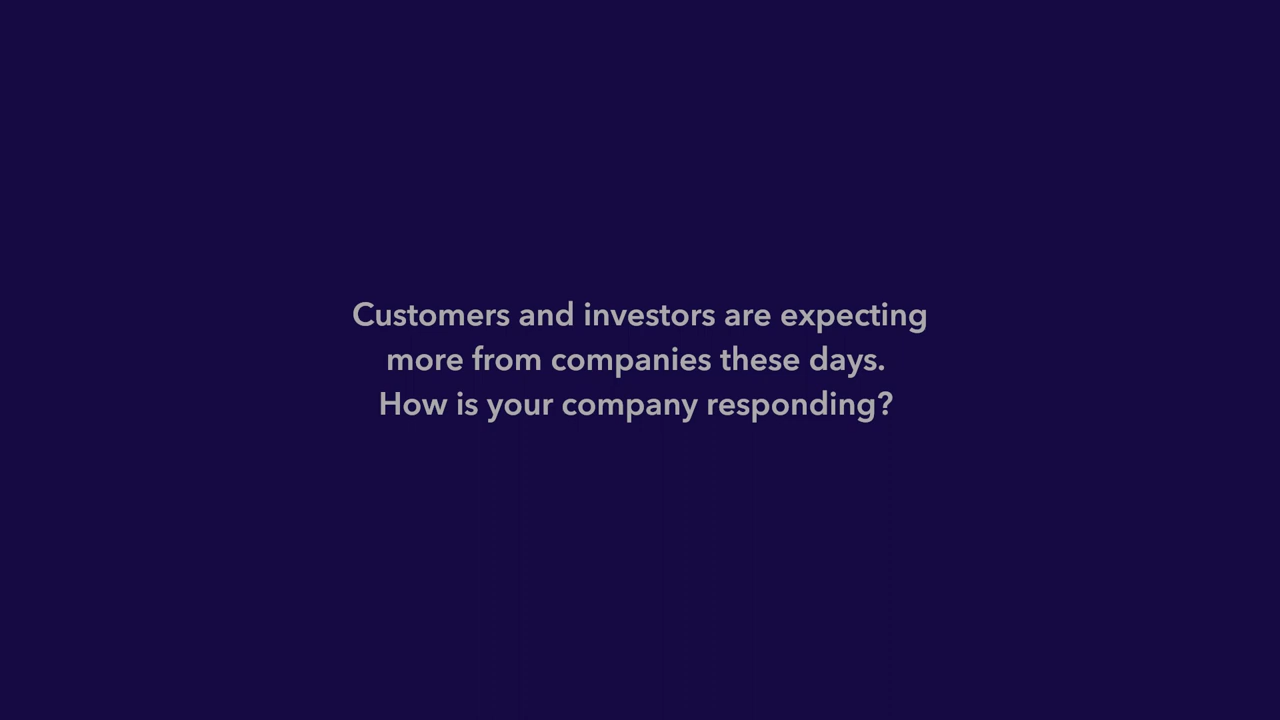 Customers and investors are expecting
more from companies these days.
How is your company responding?